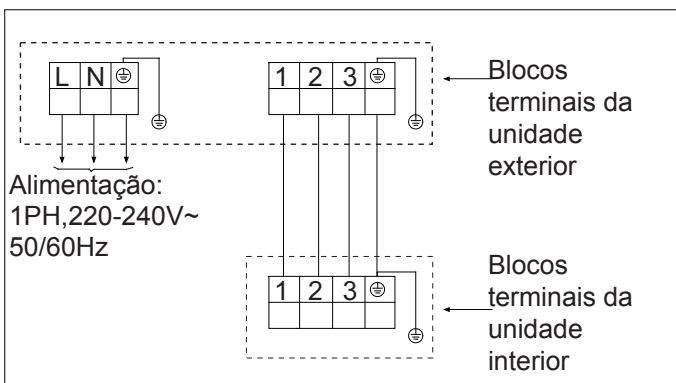 L N
1 2 3
Blocos
terminais da
unidade
exterior
Alimentação:
1PH,220-240V~
50/60Hz
1 2 3
Blocos
terminais da
unidade
interior